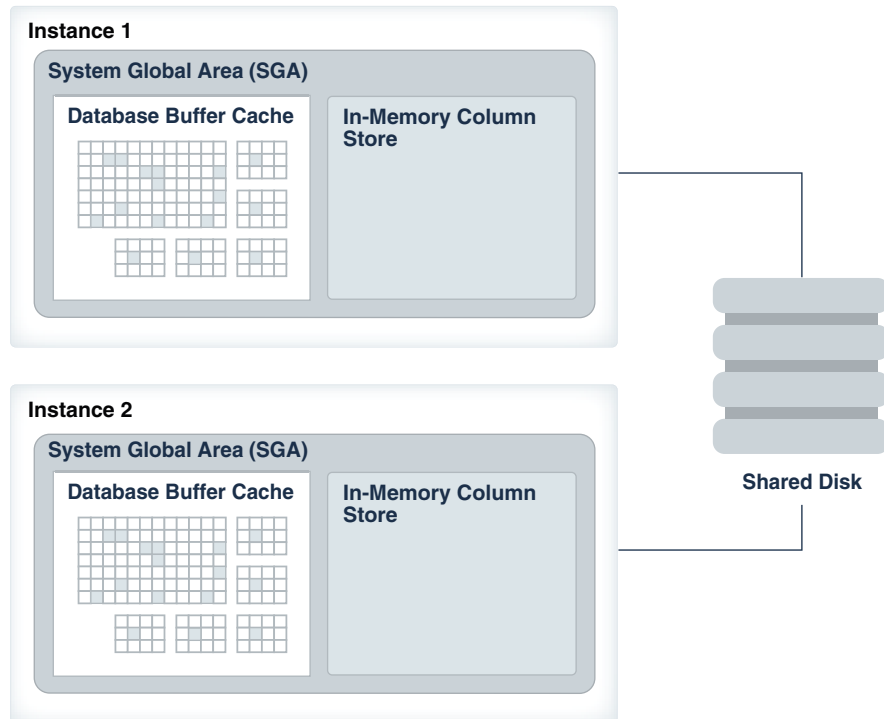 Instance 1
System Global Area (SGA)
Database Buffer Cache
In-Memory Column
Store
Instance 2
System Global Area (SGA)
Database Buffer Cache
In-Memory Column
Store
Shared Disk